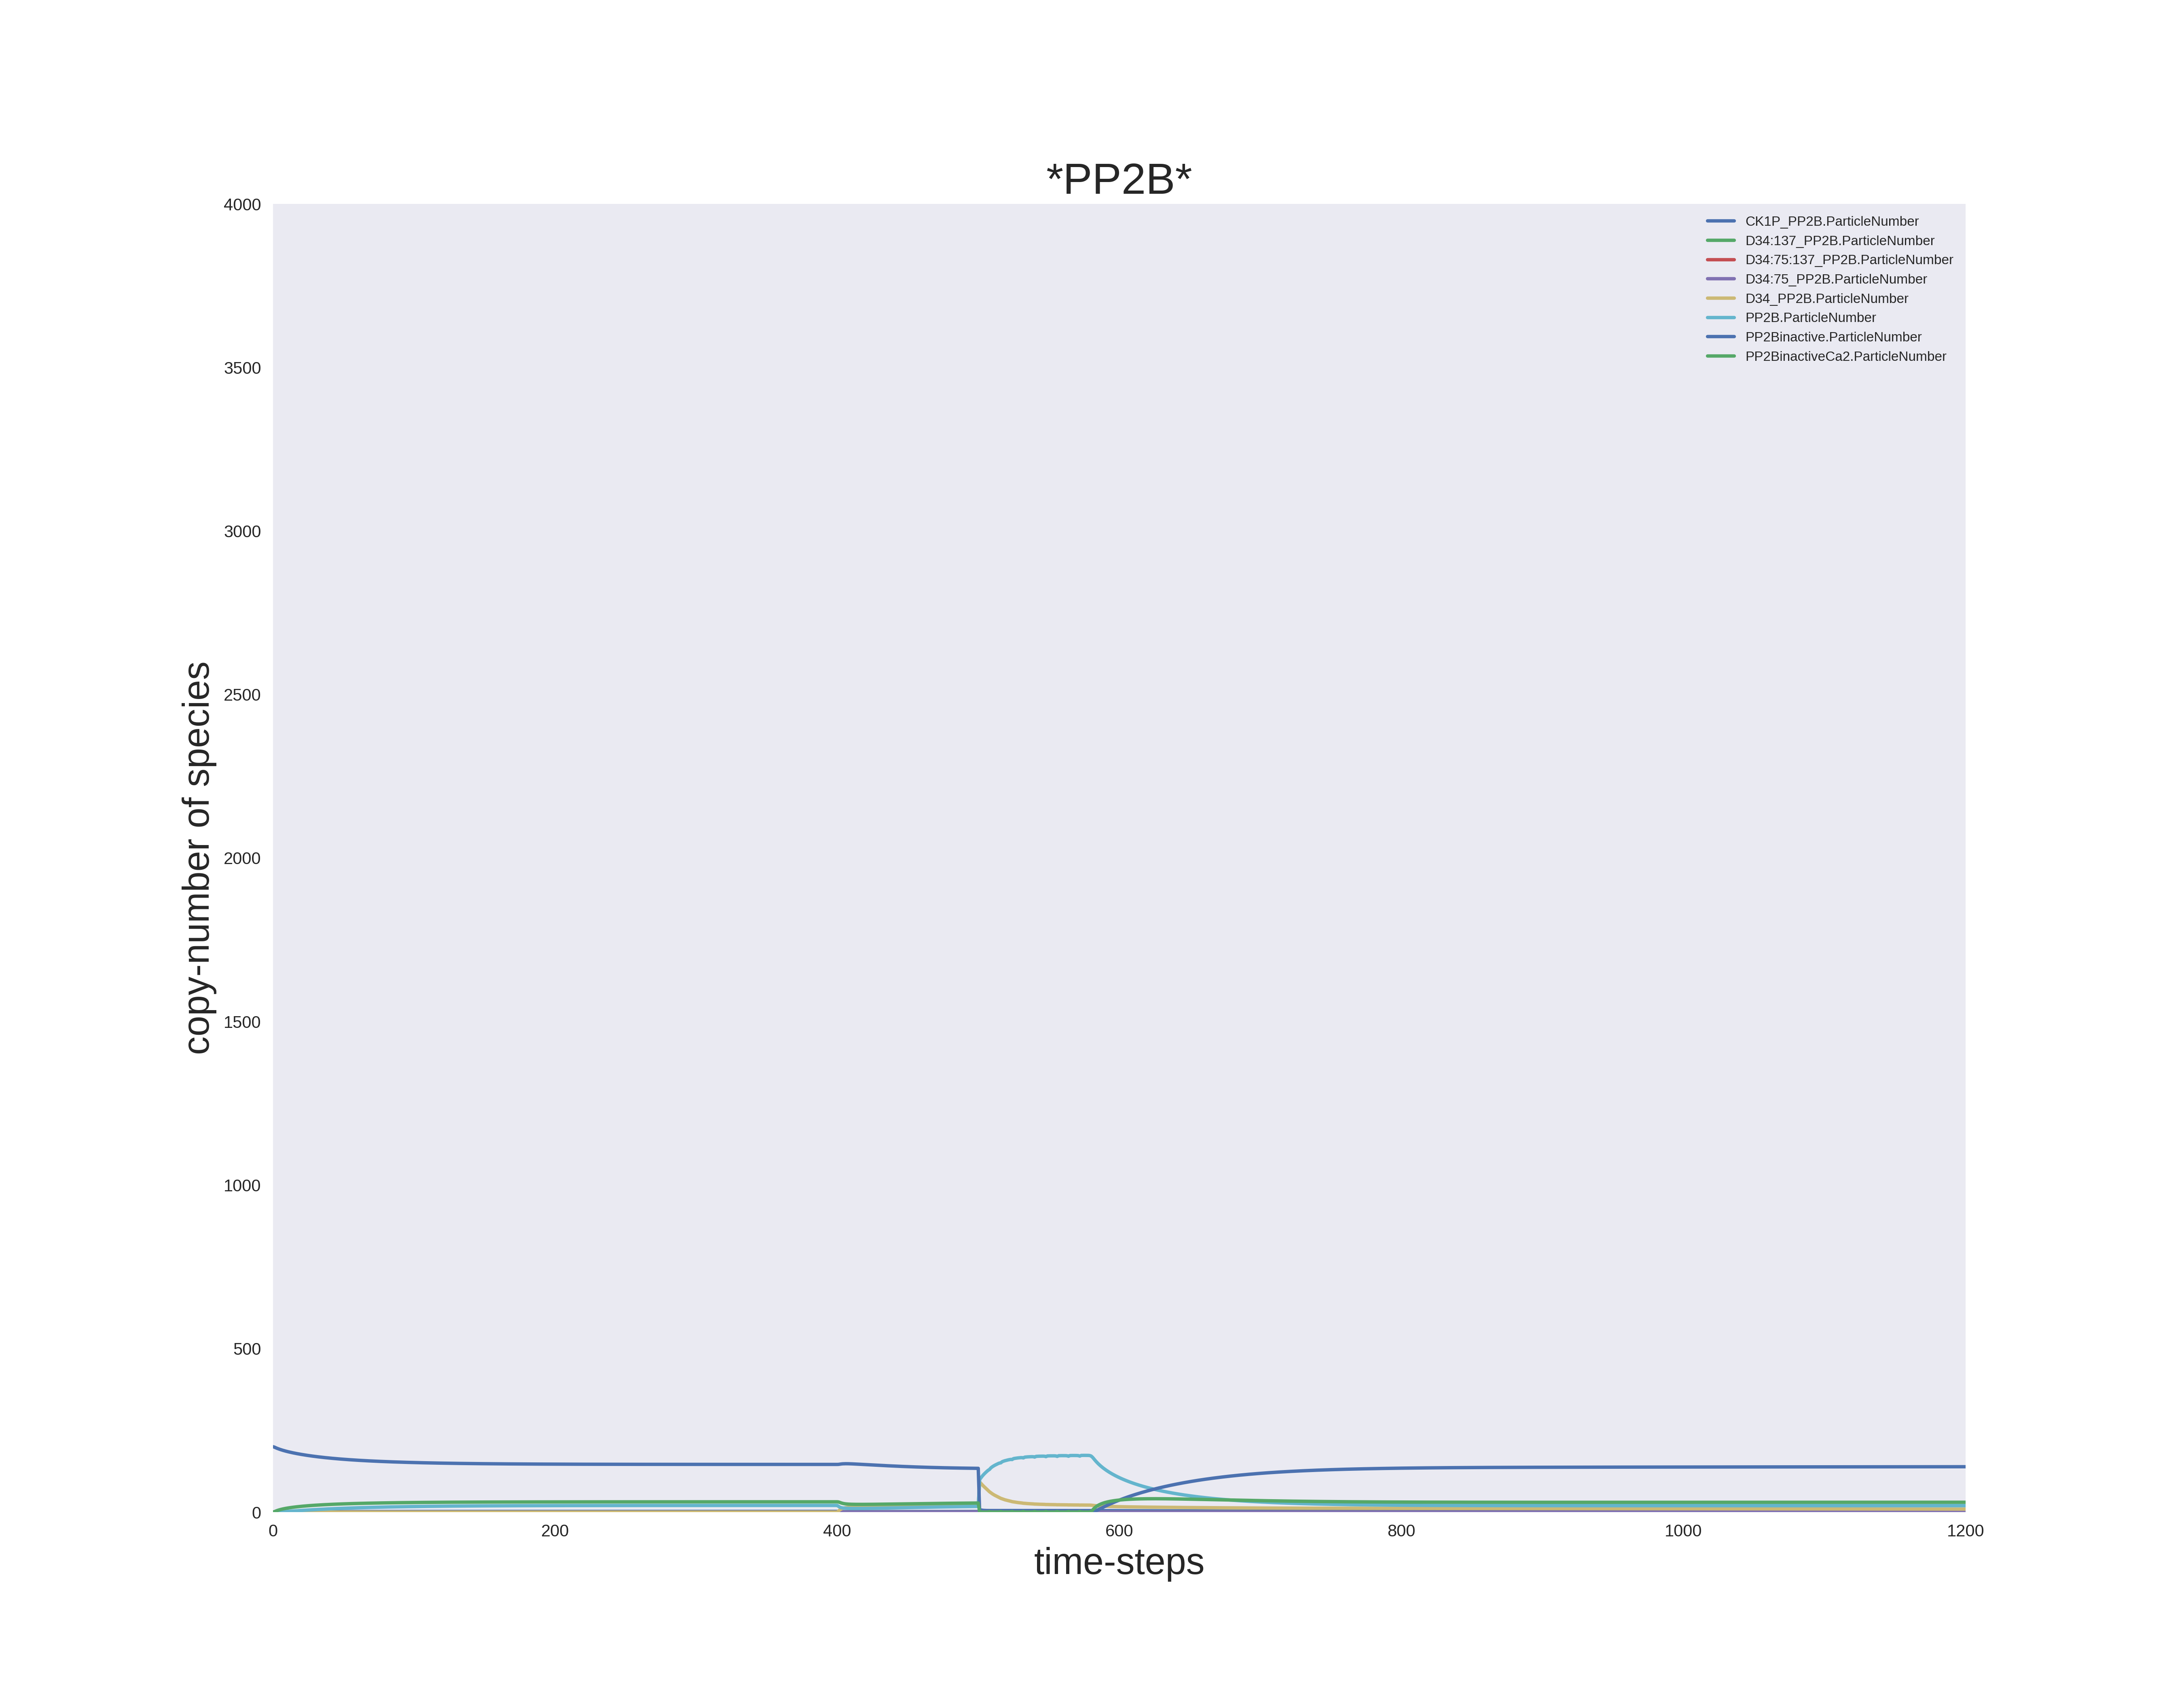 *PP2B*
4000
3500
3000
2500
2000
1500
1000
500
0
copy-number of species
CK1P_PP2B.ParticleNumber
D34:137_PP2B.ParticleNumber
D34:75:137_PP2B.ParticleNumber
D34:75_PP2B.ParticleNumber
D34_PP2B.ParticleNumber
PP2B.ParticleNumber
PP2Binactive.ParticleNumber
PP2BinactiveCa2.ParticleNumber
0 200 400 600 800 1000 1200
time-steps